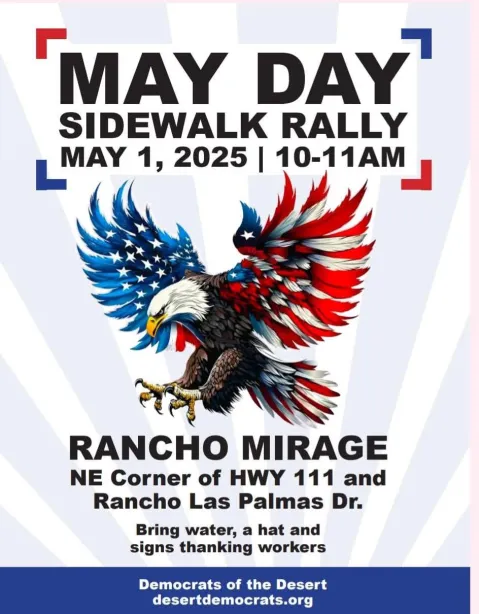 MAY DAY
SIDEWALK RALLY
MAY 1, 2025 | 10-11AM
RANCHO MIRAGE
NE Corner of HWY 111 and
Rancho Las Palmas Dr.
Bring water, a hat and
signs thanking workers
Democrats of the Desert
desertdemocrats.org